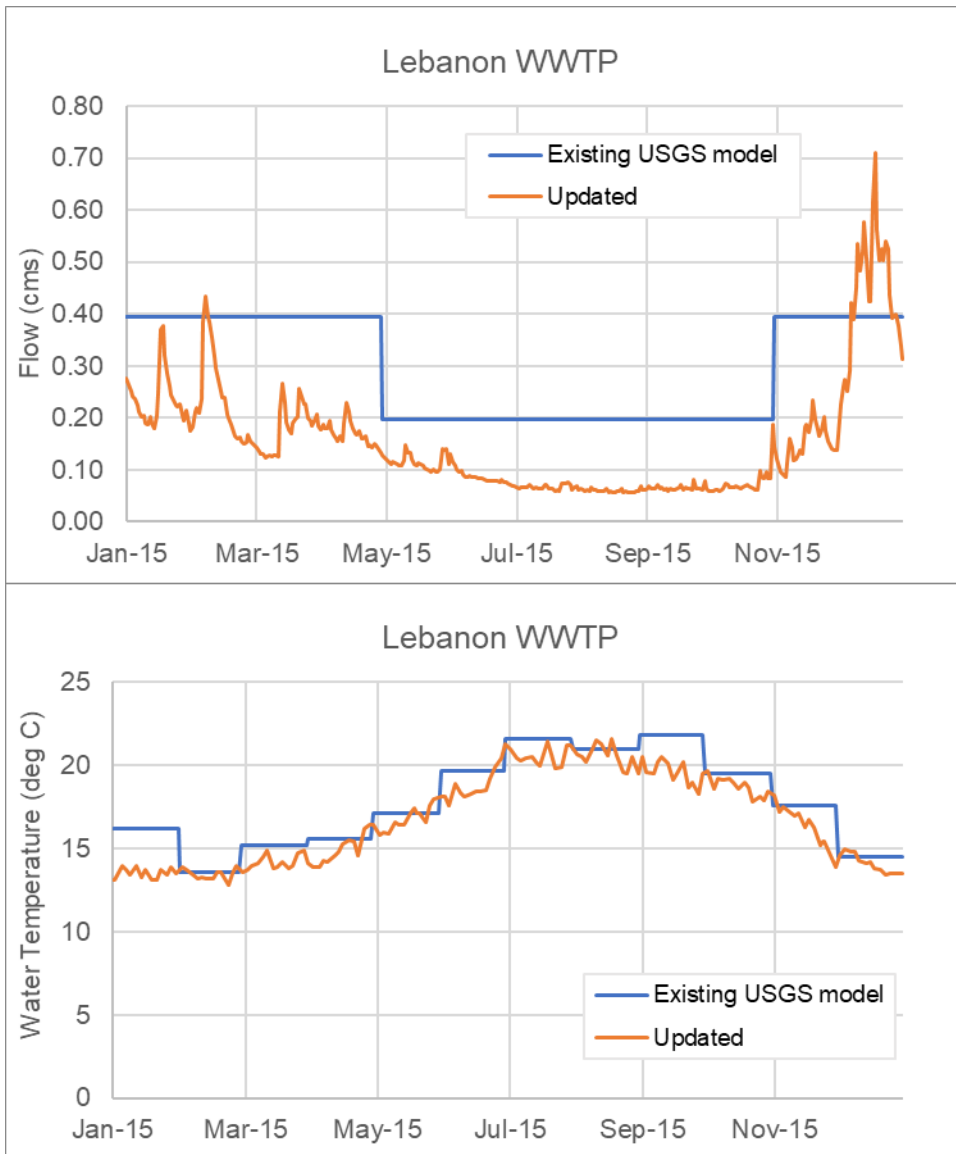 Lebanon WWTP
0.80
0.70
0.60
0.50
0.40
0.30
0.20
0.10
0.00
Flow (cms)
Existing USGS model
Updated
Jan-15 Mar-15 May-15 Jul-15 Sep-15 Nov-15
Lebanon WWTP
25
20
15
10
5
0
Water Temperature (deg C)
Existing USGS model
Updated
Jan-15 Mar-15 May-15 Jul-15 Sep-15 Nov-15